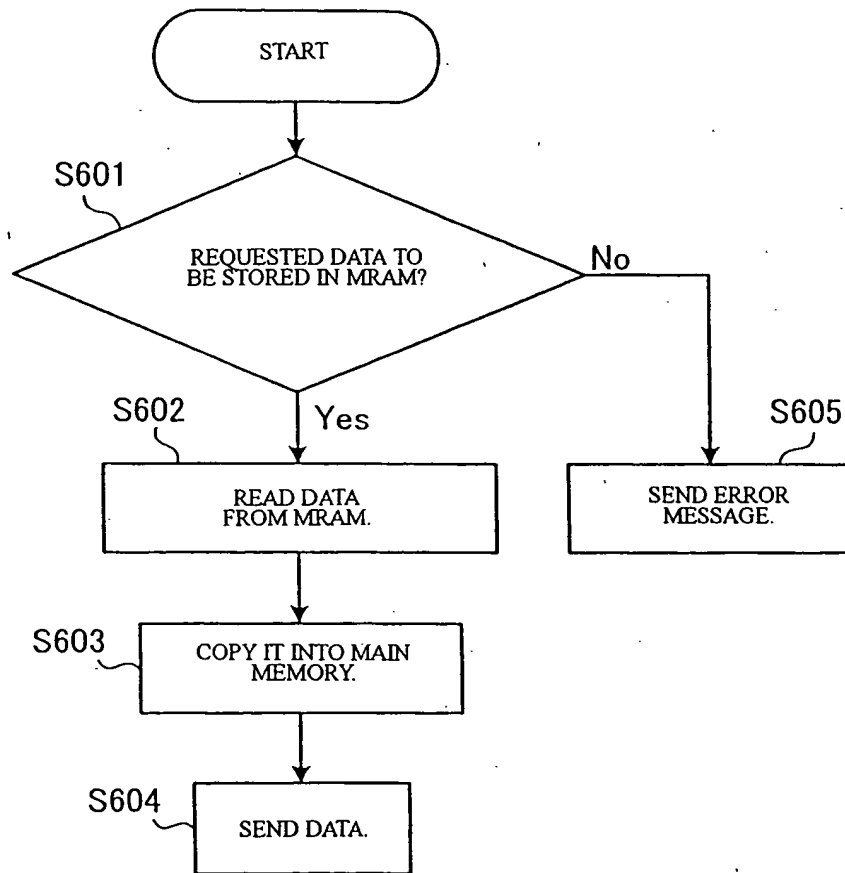 START
S601
REQUESTED DATA TO
BE STORED IN MRAM?
No
S602
Yes
S605
READ DATA
FROM MRAM.
SEND ERROR
MESSAGE.
S603
COPY IT INTO MAIN
MEMORY.
S604
SEND DATA.